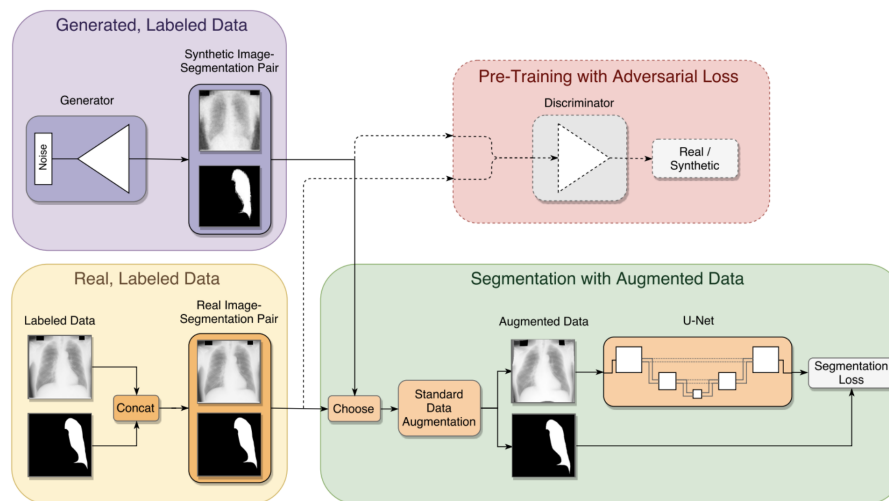 Generated, Labeled Data
Synthetic Image-
Segmentation Pair
Generator
Noise
Pre-Training with Adversarial Loss
Discriminator
Real /
Synthetic
Real, Labeled Data
Labeled Data
Real Image-
Segmentation Pair
Concat
Segmentation with Augmented Data
Choose
Standard
Data
Augmentation
Augmented Data
U-Net
Segmentation
Loss